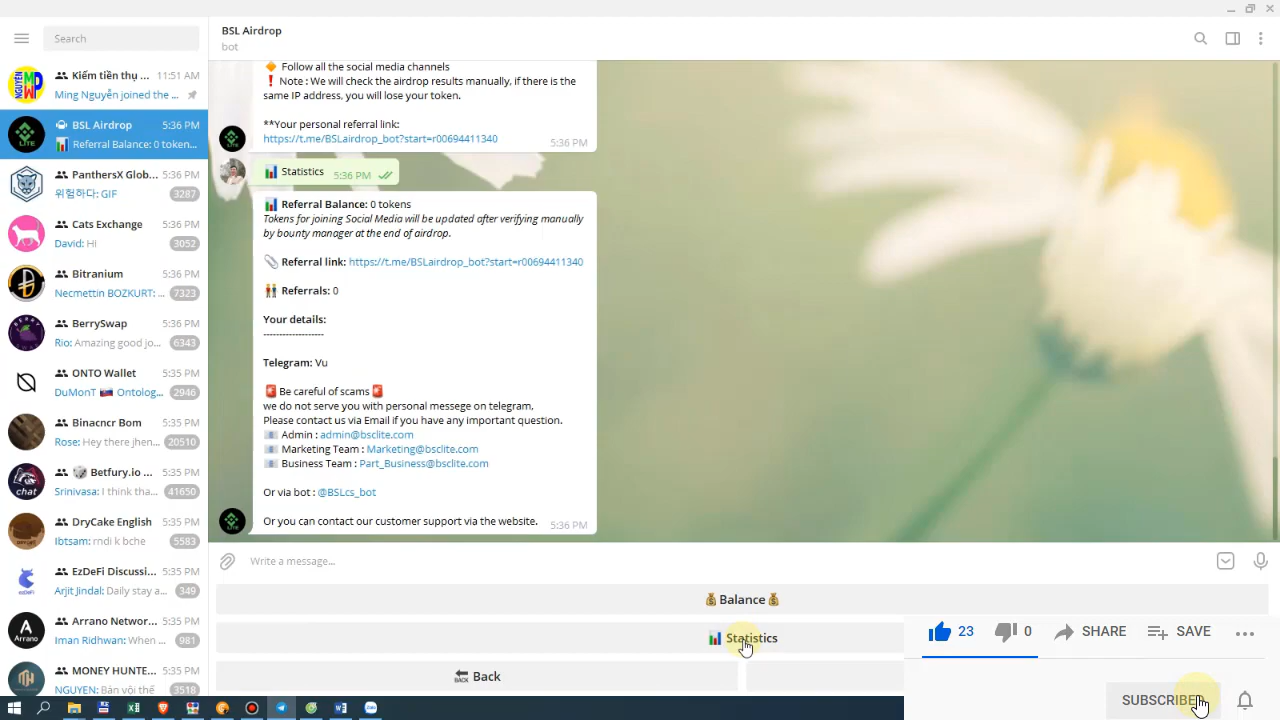 Search
Kiếm tiền thụ ... 11:51 AM
Ming Nguyễn joined the ...
BSL Airdrop 5:36 PM
Referral Balance: 0 token...
PanthersX Glob... 5:36 PM
위험하다: GIF 3287
Cats Exchange 5:36 PM
David: Hi 3052
Bitranium 5:36 PM
Necmettin BOZKURT: ... 7323
BerrySwap 5:36 PM
Rio: Amazing good jo... 6343
ONTO Wallet 5:36 PM
DuMonT Ontolog... 2946
Binacncr Bom 5:35 PM
Rose: Hey there jhen... 20510
Betfury.io ... 5:35 PM
Srinivasa: I think tha... 41650
DryCake English 5:35 PM
Ibtsam: rndi k bche 5583
EzDeFi Discussi... 5:35 PM
Arjit Jindal: Daily stay a... 349
Arrano Networ... 5:35 PM
Iman Ridhwan: When ... 981
MONEY HUNTE... 5:35 PM
NGUYEN: Bán vòi thế 3518
BSL Airdrop
bot
Follow all the social media channels
Note : We will check the airdrop results manually, if there is the
same IP address, you will lose your token.
**Your personal referral link:
https://t.me/BSLAirdrop_bot?start=r00694411340 5:36 PM
Statistics 5:36 PM
Referral Balance: 0 tokens
Tokens for joining Social Media will be updated after verifying manually
by bounty manager at the end of airdrop.
Referral link: https://t.me/BSLairdrop_bot?start=r00694411340
Referrals: 0
Your details:
-------------------
Telegram: Vu
Be careful of scams
we do not serve you with personal messege on telegram,
Please contact us via Email if you have any important question.
Admin : admin@bsclite.com
Marketing Team : Marketing@bsclite.com
Business Team : Part_Business@bsclite.com
Or via bot : @BSLcs_bot
Or you can contact our customer support via the website. 5:36 PM
Write a message...
Balance
Statistics
Back
23 0 SHARE SAVE
SUBSCRIBE